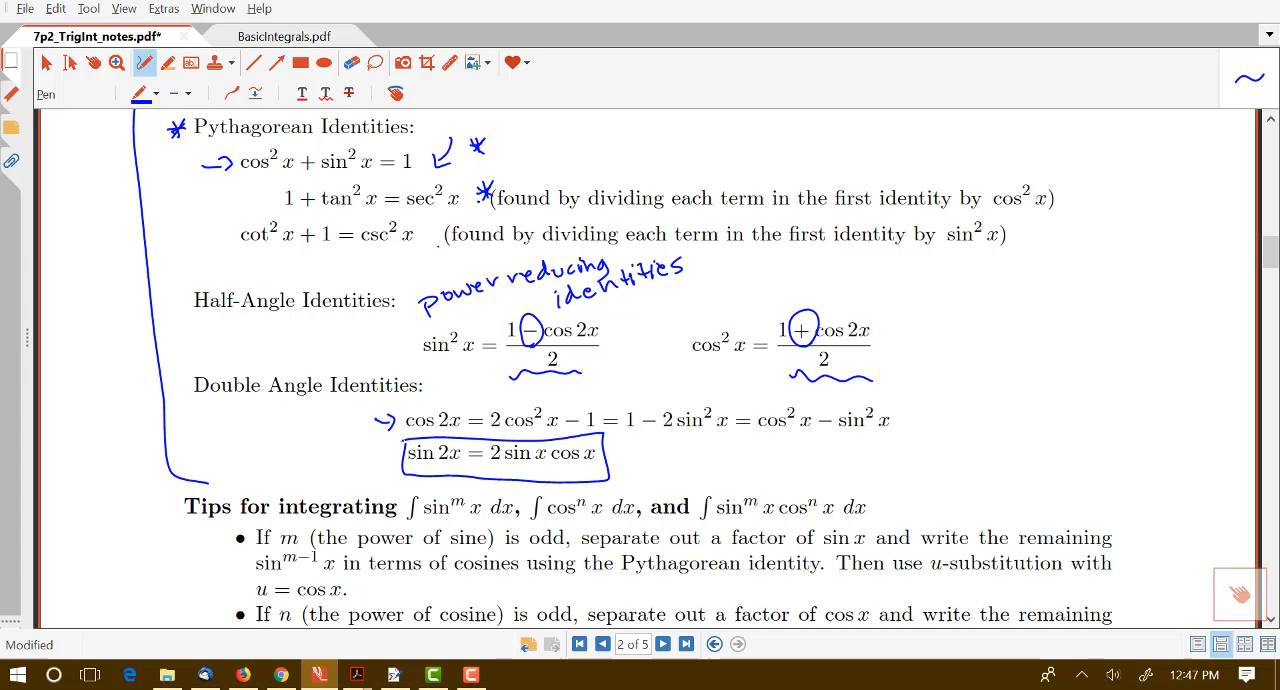 File Edit Tool View Extras Window Help
7p2_TrigInt_notes.pdf* BasicIntegrals.pdf
Pen
* Pythagorean Identities:
→ cos² x + sin² x = 1 *
1 + tan² x = sec² x * (found by dividing each term in the first identity by cos² x)
cot² x + 1 = csc² x (found by dividing each term in the first identity by sin² x)
power reducing
identities
Half-Angle Identities:
sin² x = (1 − cos 2x)/2 cos² x = (1 + cos 2x)/2
Double Angle Identities:
→ cos 2x = 2 cos² x − 1 = 1 − 2 sin² x = cos² x − sin² x
sin 2x = 2 sin x cos x
Tips for integrating ∫ sinᵐ x dx, ∫ cosⁿ x dx, and ∫ sinᵐ x cosⁿ x dx
• If m (the power of sine) is odd, separate out a factor of sin x and write the remaining
sinᵐ⁻¹ x in terms of cosines using the Pythagorean identity. Then use u-substitution with
u = cos x.
• If n (the power of cosine) is odd, separate out a factor of cos x and write the remaining
Modified 2 of 5
12:47 PM